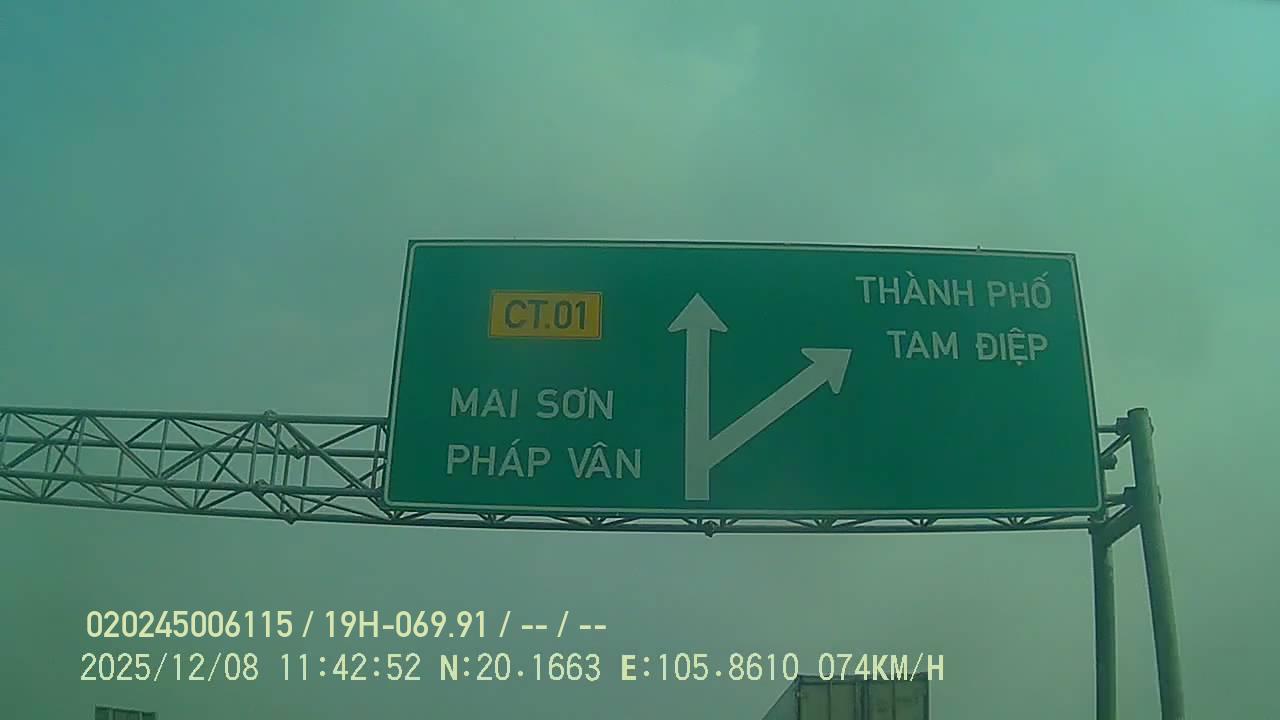 CT.01
MAI SƠN
PHÁP VÂN
THÀNH PHỐ
TAM ĐIỆP
020245006115 / 19H-069.91 / -- / --
2025/12/08 11:42:52 N:20.1663 E:105.8610 074KM/H